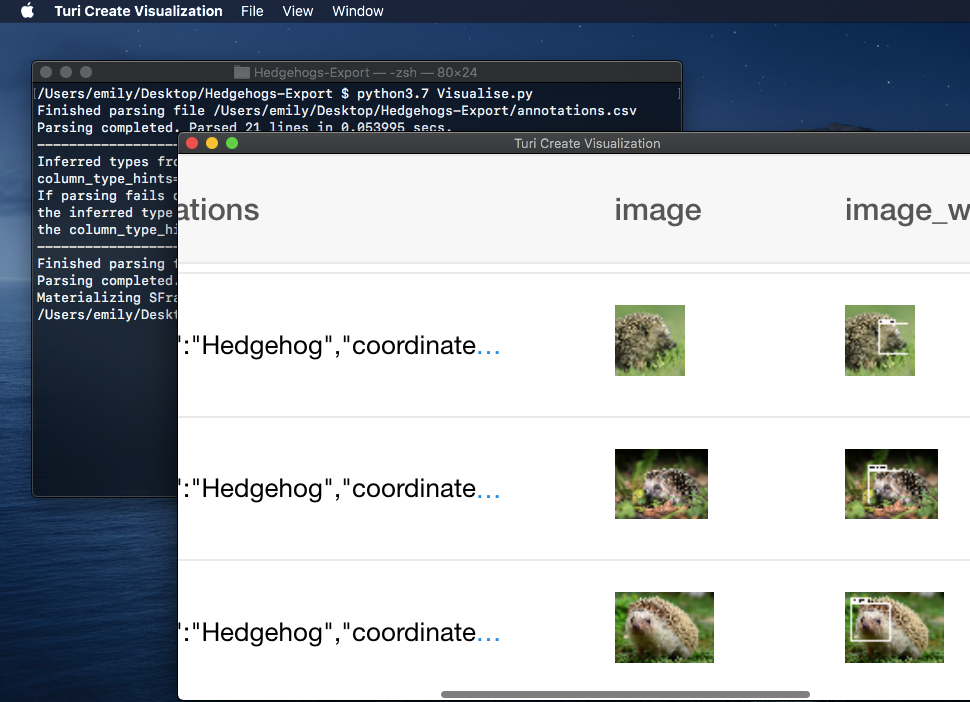 Turi Create Visualization File View Window
Hedgehogs-Export — -zsh — 80×24
/Users/emily/Desktop/Hedgehogs-Export $ python3.7 Visualise.py
Finished parsing file /Users/emily/Desktop/Hedgehogs-Export/annotations.csv
Parsing completed. Parsed 21 lines in 0.053995 secs.
Inferred types fro
column_type_hints=
If parsing fails
the inferred type
the column_type_hi
Finished parsing f
Parsing completed.
Materializing SFra
/Users/emily/Deskt
Turi Create Visualization
ations image image_w
":"Hedgehog","coordinate...
":"Hedgehog","coordinate...
":"Hedgehog","coordinate...